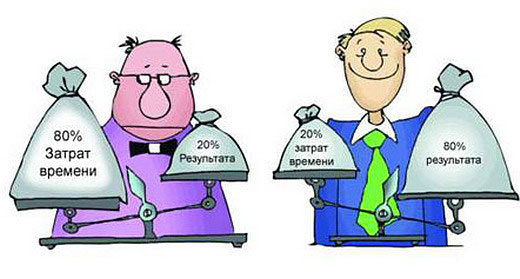 80%
Затрат
времени
20%
Результата
20%
затрат
времени
80%
результата